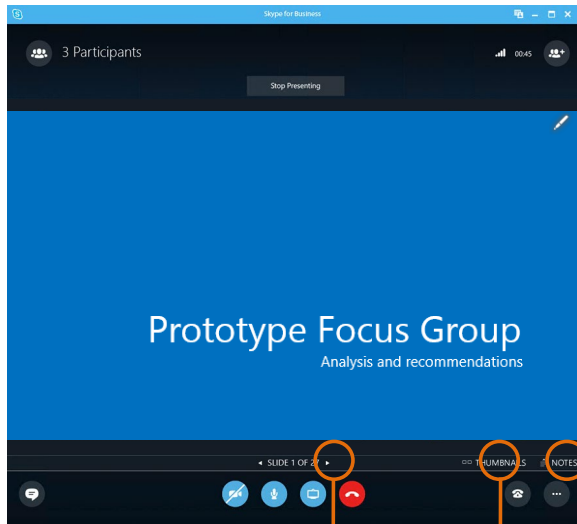 Skype for Business
3 Participants
00:45
Stop Presenting
Prototype Focus Group
Analysis and recommendations
SLIDE 1 OF 27
THUMBNAILS
NOTES